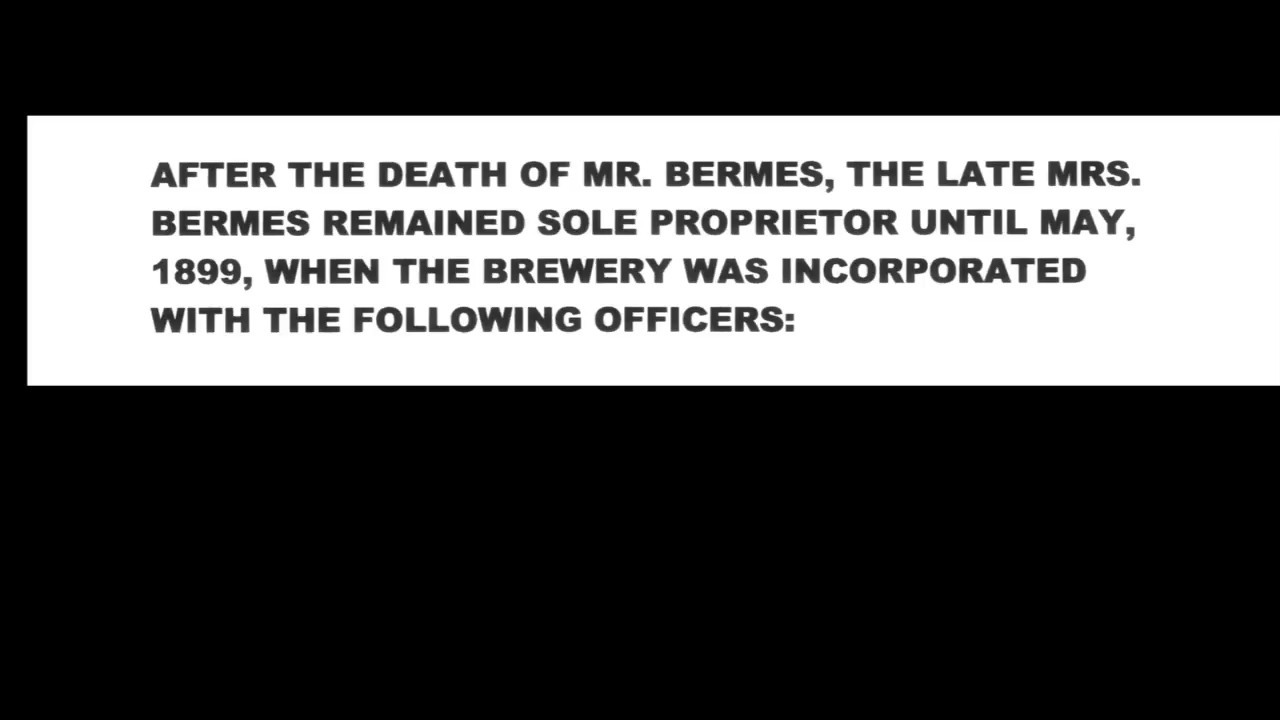 AFTER THE DEATH OF MR. BERMES, THE LATE MRS.
BERMES REMAINED SOLE PROPRIETOR UNTIL MAY,
1899, WHEN THE BREWERY WAS INCORPORATED
WITH THE FOLLOWING OFFICERS: